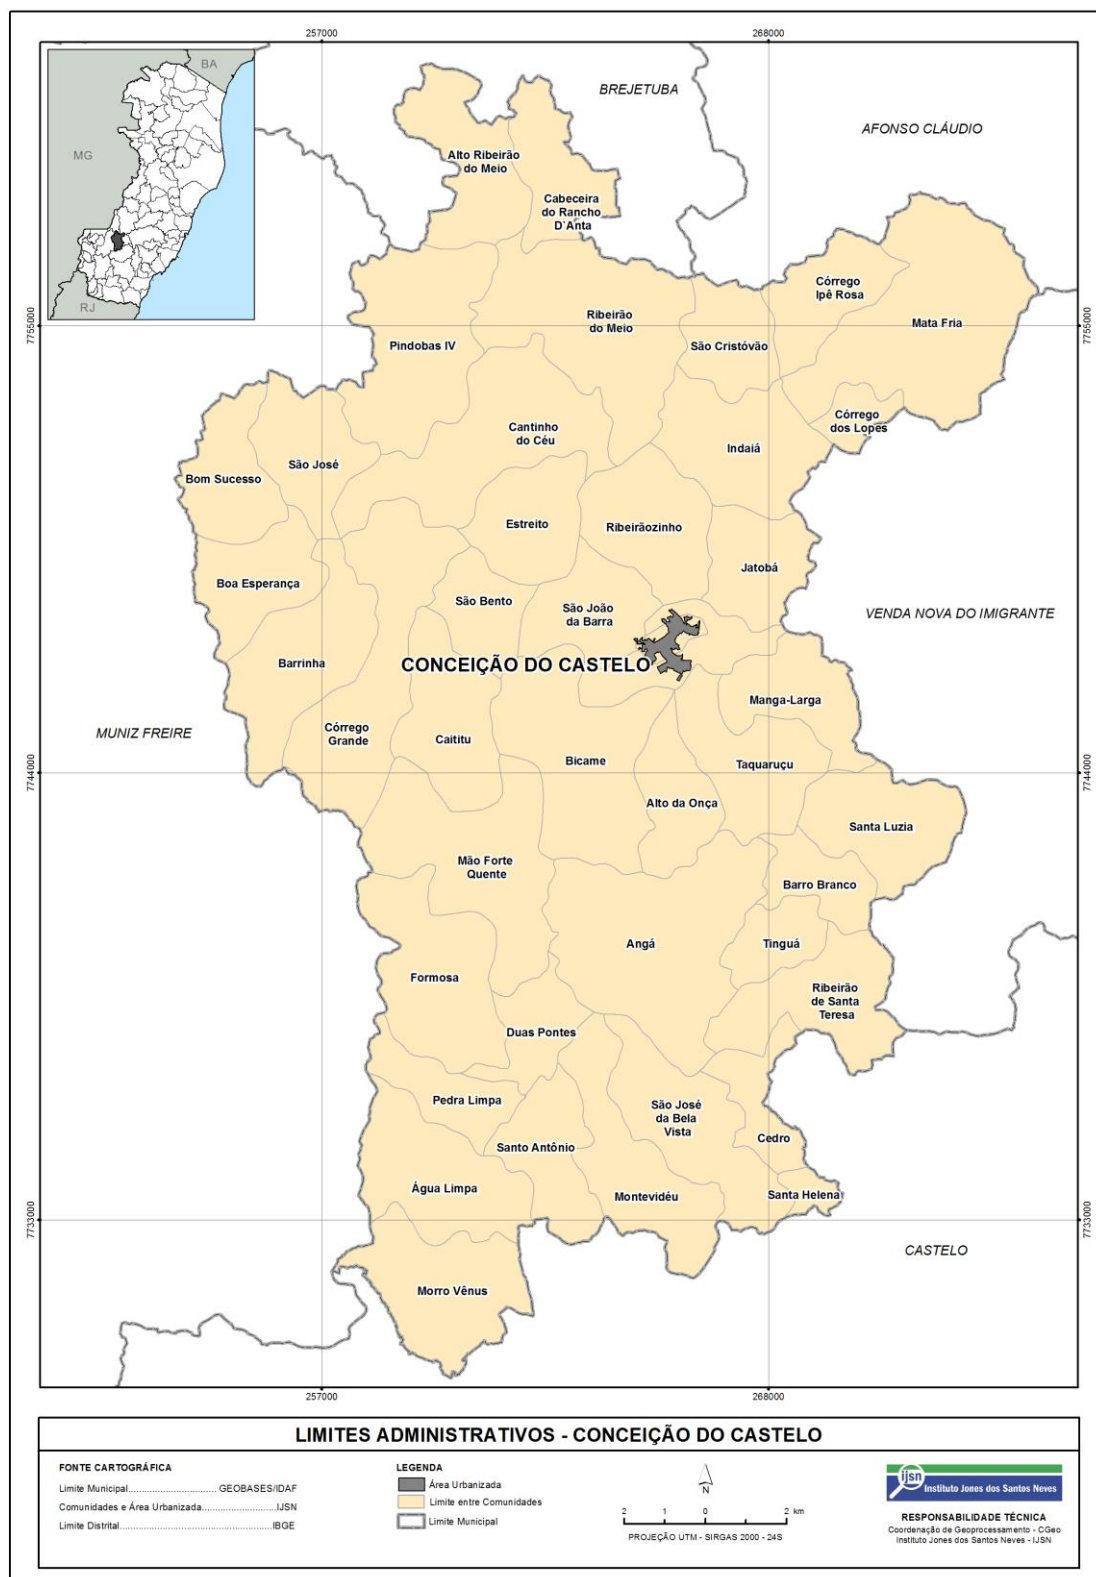 257000
268000
BA
MG
RJ
BREJETUBA
AFONSO CLÁUDIO
Alto Ribeirão
do Meio
Cabeceira
do Rancho
D`Anta
Córrego
Ipê Rosa
Mata Fria
Ribeirão
do Meio
São Cristóvão
Pindobas IV
7755000
7755000
Córrego
dos Lopes
Cantinho
do Céu
Indaiá
São José
Bom Sucesso
Estreito
Ribeirãozinho
Jatobá
Boa Esperança
São Bento
São João
da Barra
VENDA NOVA DO IMIGRANTE
Barrinha
CONCEIÇÃO DO CASTELO
Manga-Larga
MUNIZ FREIRE
Córrego
Grande
Caititu
Bicame
Taquaruçu
7744000
7744000
Alto da Onça
Santa Luzia
Mão Forte
Quente
Barro Branco
Angá
Tinguá
Formosa
Ribeirão
de Santa
Teresa
Duas Pontes
Pedra Limpa
São José
da Bela
Vista
Cedro
Santo Antônio
Água Limpa
Montevidéu
Santa Helena
7733000
7733000
CASTELO
Morro Vênus
257000
268000
LIMITES ADMINISTRATIVOS - CONCEIÇÃO DO CASTELO
FONTE CARTOGRÁFICA
Limite Municipal................................ GEOBASES/IDAF
Comunidades e Área Urbanizada..........................IJSN
Limite Distrital.....................................................IBGE
LEGENDA
Área Urbanizada
Limite entre Comunidades
Limite Municipal
N
2 1 0 2 km
PROJEÇÃO UTM - SIRGAS 2000 - 24S
ijsn
Instituto Jones dos Santos Neves
RESPONSABILIDADE TÉCNICA
Coordenação de Geoprocessamento - CGeo
Instituto Jones dos Santos Neves - IJSN